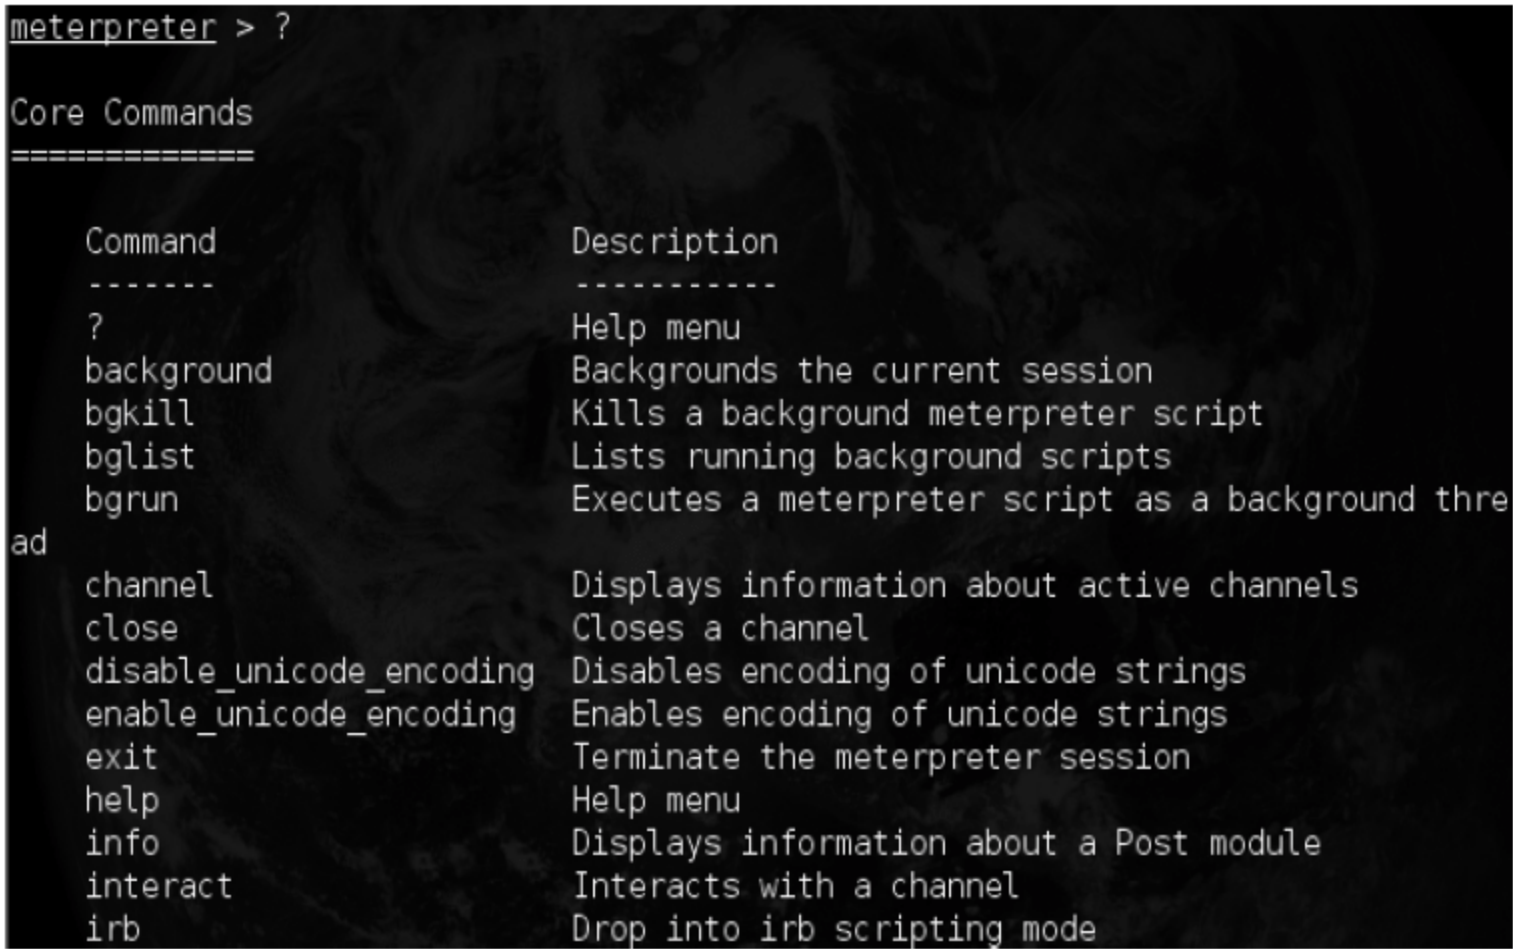 meterpreter > ?
Core Commands
=============
Command Description
------- -----------
? Help menu
background Backgrounds the current session
bgkill Kills a background meterpreter script
bglist Lists running background scripts
bgrun Executes a meterpreter script as a background thre
ad
channel Displays information about active channels
close Closes a channel
disable_unicode_encoding Disables encoding of unicode strings
enable_unicode_encoding Enables encoding of unicode strings
exit Terminate the meterpreter session
help Help menu
info Displays information about a Post module
interact Interacts with a channel
irb Drop into irb scripting mode